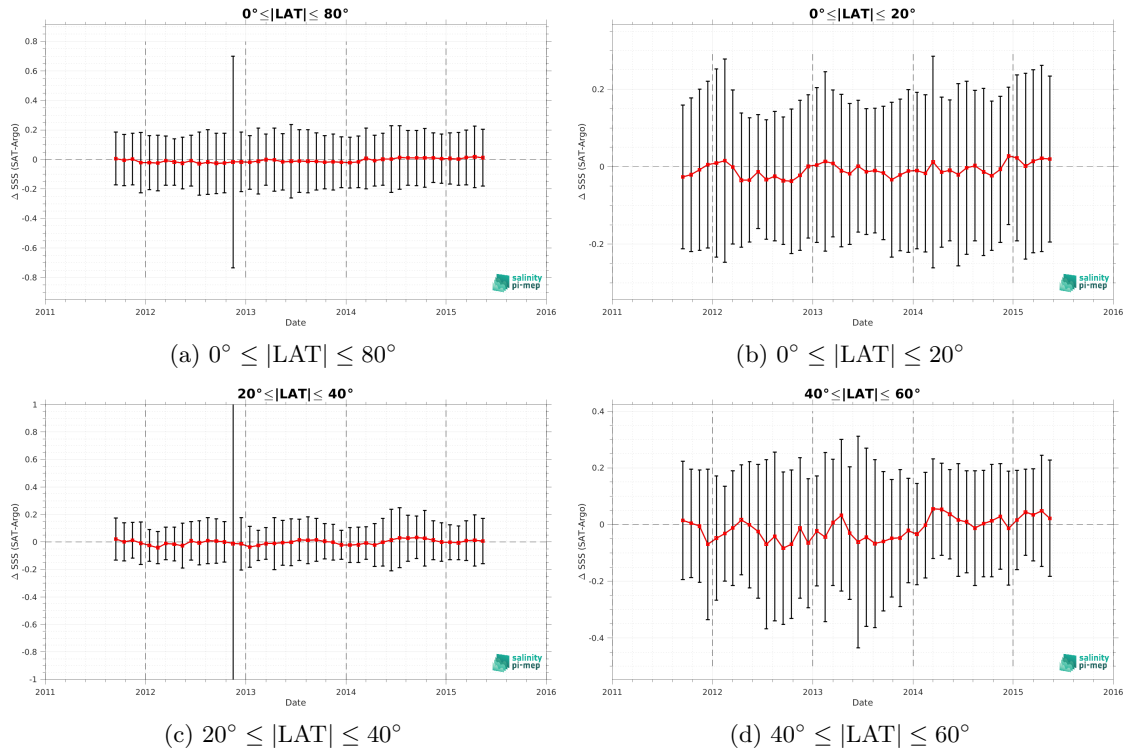 0°≤|LAT|≤ 80°
Δ SSS (SAT-Argo)
0.8
0.6
0.4
0.2
0
-0.2
-0.4
-0.6
-0.8
salinity
pi-mep
2011 2012 2013 2014 2015 2016
Date
(a) 0° ≤ |LAT| ≤ 80°
0°≤|LAT|≤ 20°
Δ SSS (SAT-Argo)
0.2
0
-0.2
salinity
pi-mep
2011 2012 2013 2014 2015 2016
Date
(b) 0° ≤ |LAT| ≤ 20°
20°≤|LAT|≤ 40°
Δ SSS (SAT-Argo)
1
0.8
0.6
0.4
0.2
0
-0.2
-0.4
-0.6
-0.8
-1
salinity
pi-mep
2011 2012 2013 2014 2015 2016
Date
(c) 20° ≤ |LAT| ≤ 40°
40°≤|LAT|≤ 60°
Δ SSS (SAT-Argo)
0.4
0.2
0
-0.2
-0.4
salinity
pi-mep
2011 2012 2013 2014 2015 2016
Date
(d) 40° ≤ |LAT| ≤ 60°